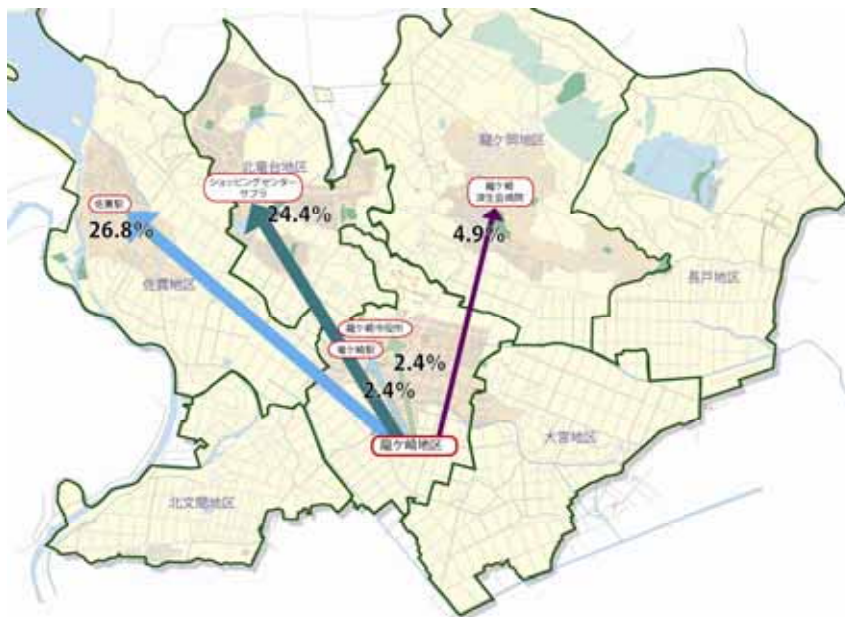 龍ケ岡地区
北竜台地区
ショッピングセンター
サプラ
龍ケ崎
済生会病院
佐貫駅
24.4%
26.8%
4.9%
長戸地区
佐貫地区
龍ケ崎市役所
竜ケ崎駅
2.4%
2.4%
龍ケ崎地区
大宮地区
北文間地区